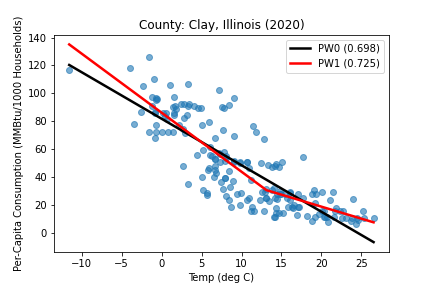 County: Clay, Illinois (2020)
Per-Capita Consumption (MMBtu/1000 Households)
140
120
100
80
60
40
20
0
PW0 (0.698)
PW1 (0.725)
−10 −5 0 5 10 15 20 25
Temp (deg C)